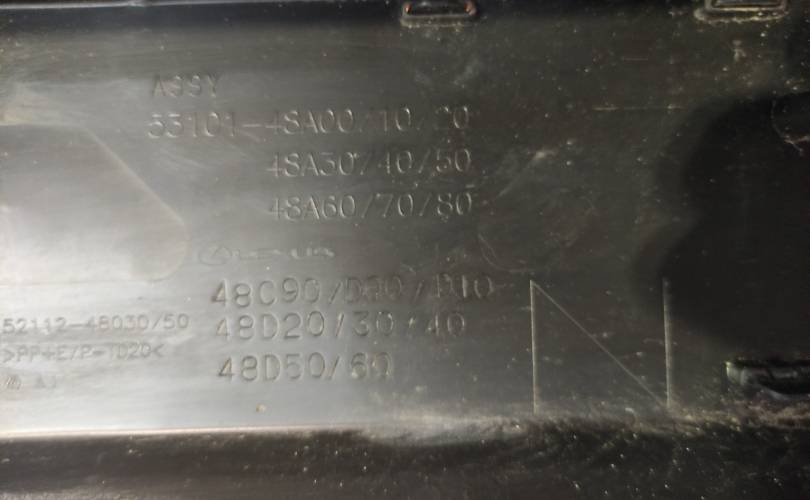 ASSY
53101-48A00/10/20
48A30/40/50
48A60/70/80
LEXUS
48C90/D00/D10
52112-48030/50
48D20/30/40
>PP+E/P-TD20<
48D50/60